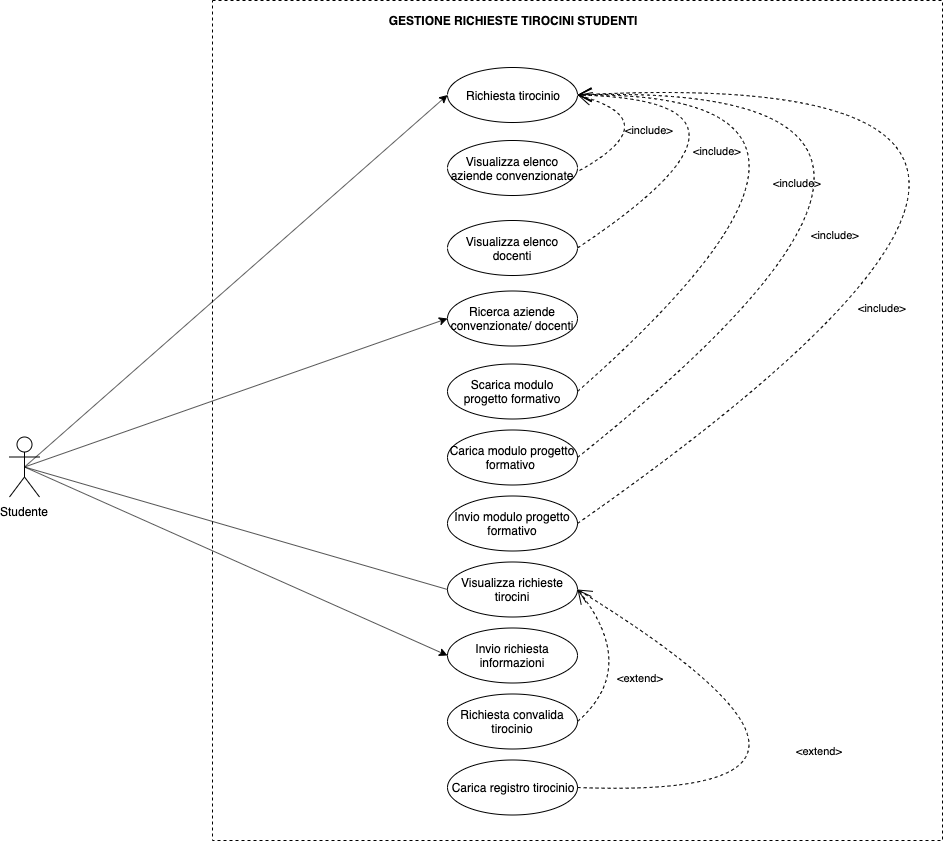 GESTIONE RICHIESTE TIROCINI STUDENTI
Richiesta tirocinio
<include>
Visualizza elenco
aziende convenzionate
<include>
<include>
Visualizza elenco
docenti
<include>
Ricerca aziende
convenzionate/ docenti
<include>
Scarica modulo
progetto formativo
Carica modulo progetto
formativo
Studente
Invio modulo progetto
formativo
Visualizza richieste
tirocini
Invio richiesta
informazioni
<extend>
Richiesta convalida
tirocinio
<extend>
Carica registro tirocinio